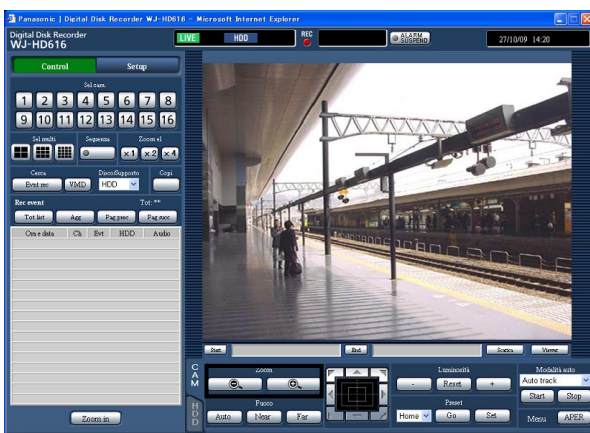 Panasonic | Digital Disk Recorder WJ-HD616 - Microsoft Internet Explorer
Digital Disk Recorder
WJ-HD616
LIVE HDD REC ALARM SUSPEND 27/10/09 14:20
Control Setup
Sel cam.
1 2 3 4 5 6 7 8
9 10 11 12 13 14 15 16
Sel multi Sequenza Zoom el
x1 x2 x4
Cerca DiscoSupporto Copi
Evnt rec VMD HDD
Rec event Tot: **
Tot list Agg Pag prec Pag succ
Ora e data Ch Evt HDD Audio
Start End Scarica Viewer
CAM
HDD
Zoom Luminosità Modalità auto
- Reset + Auto track
Fuoco Preset Start Stop
Auto Near Far Home Go Set Menu APER
Zoom in